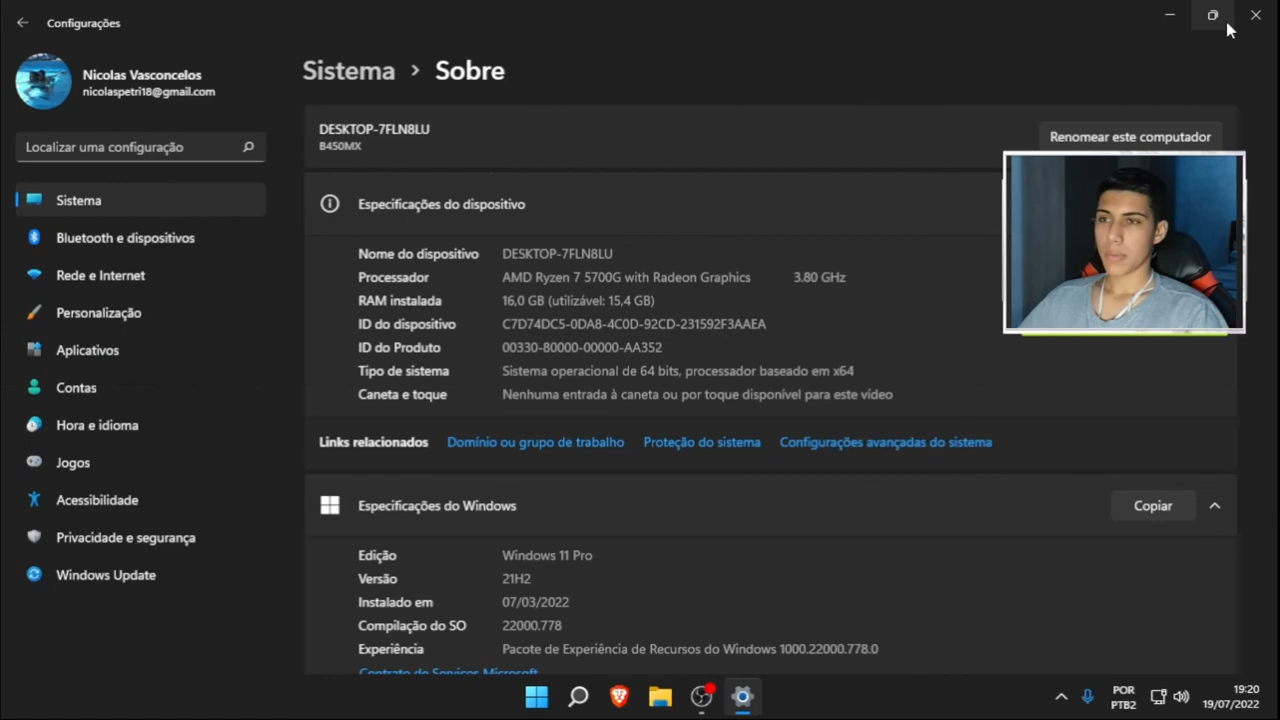 Configurações
Nicolas Vasconcelos
nicolaspetri18@gmail.com
Localizar uma configuração
Sistema
Bluetooth e dispositivos
Rede e Internet
Personalização
Aplicativos
Contas
Hora e idioma
Jogos
Acessibilidade
Privacidade e segurança
Windows Update
Sistema › Sobre
DESKTOP-7FLN8LU
B450MX
Renomear este computador
Especificações do dispositivo
Nome do dispositivo DESKTOP-7FLN8LU
Processador AMD Ryzen 7 5700G with Radeon Graphics 3.80 GHz
RAM instalada 16,0 GB (utilizável: 15,4 GB)
ID do dispositivo C7D74DC5-0DA8-4C0D-92CD-231592F3AAEA
ID do Produto 00330-80000-00000-AA352
Tipo de sistema Sistema operacional de 64 bits, processador baseado em x64
Caneta e toque Nenhuma entrada à caneta ou por toque disponível para este vídeo
Links relacionados Domínio ou grupo de trabalho Proteção do sistema Configurações avançadas do sistema
Especificações do Windows Copiar
Edição Windows 11 Pro
Versão 21H2
Instalado em 07/03/2022
Compilação do SO 22000.778
Experiência Pacote de Experiência de Recursos do Windows 1000.22000.778.0
Contrato de Serviços Microsoft
POR
PTB2
19:20
19/07/2022